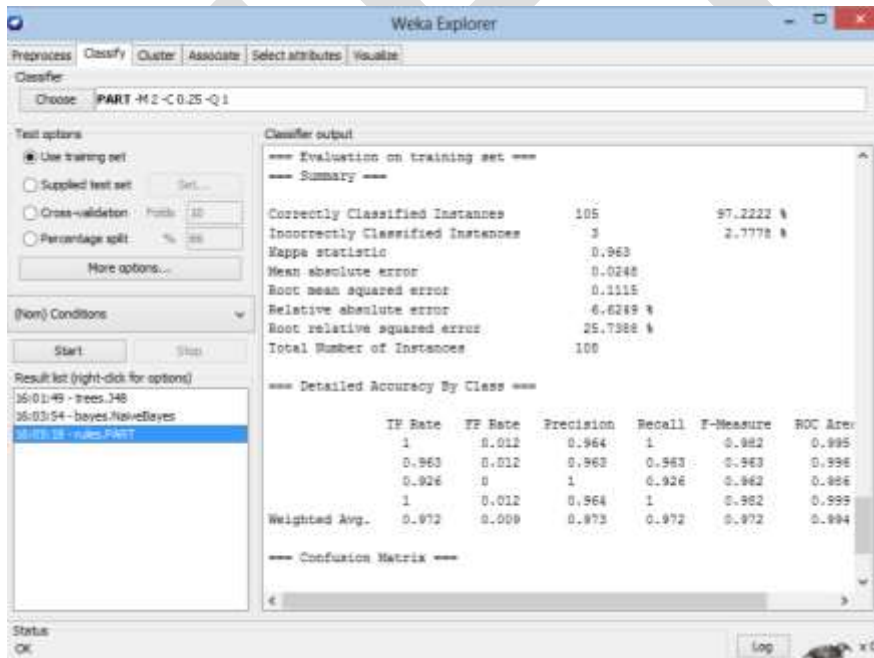 Weka Explorer
Preprocess Classify Cluster Associate Select attributes Visualize
Classifier
Choose PART -M 2 -C 0.25 -Q 1
Test options
Use training set
Supplied test set Set...
Cross-validation Folds 10
Percentage split % 66
More options...
(Nom) Conditions
Start Stop
Result list (right-click for options)
16:01:49 - trees.J48
16:03:54 - bayes.NaiveBayes
rules.PART
Classifier output
=== Evaluation on training set ===
=== Summary ===
Correctly Classified Instances 105 97.2222 %
Incorrectly Classified Instances 3 2.7778 %
Kappa statistic 0.963
Mean absolute error 0.0248
Root mean squared error 0.1115
Relative absolute error 6.6249 %
Root relative squared error 25.7388 %
Total Number of Instances 108
=== Detailed Accuracy By Class ===
TP Rate FP Rate Precision Recall F-Measure ROC Area
1 0.012 0.964 1 0.982 0.995
0.963 0.012 0.963 0.963 0.963 0.996
0.926 0 1 0.926 0.962 0.986
1 0.012 0.964 1 0.982 0.999
Weighted Avg. 0.972 0.009 0.973 0.972 0.972 0.994
=== Confusion Matrix ===
Status
OK
Log
x 0